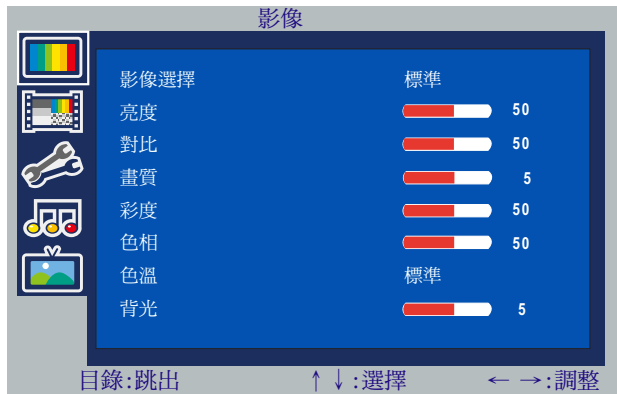 影像
影像選擇 標準
亮度 50
對比 50
畫質 5
彩度 50
色相 50
色溫 標準
背光 5
目錄:跳出 ↑↓:選擇 ←→:調整